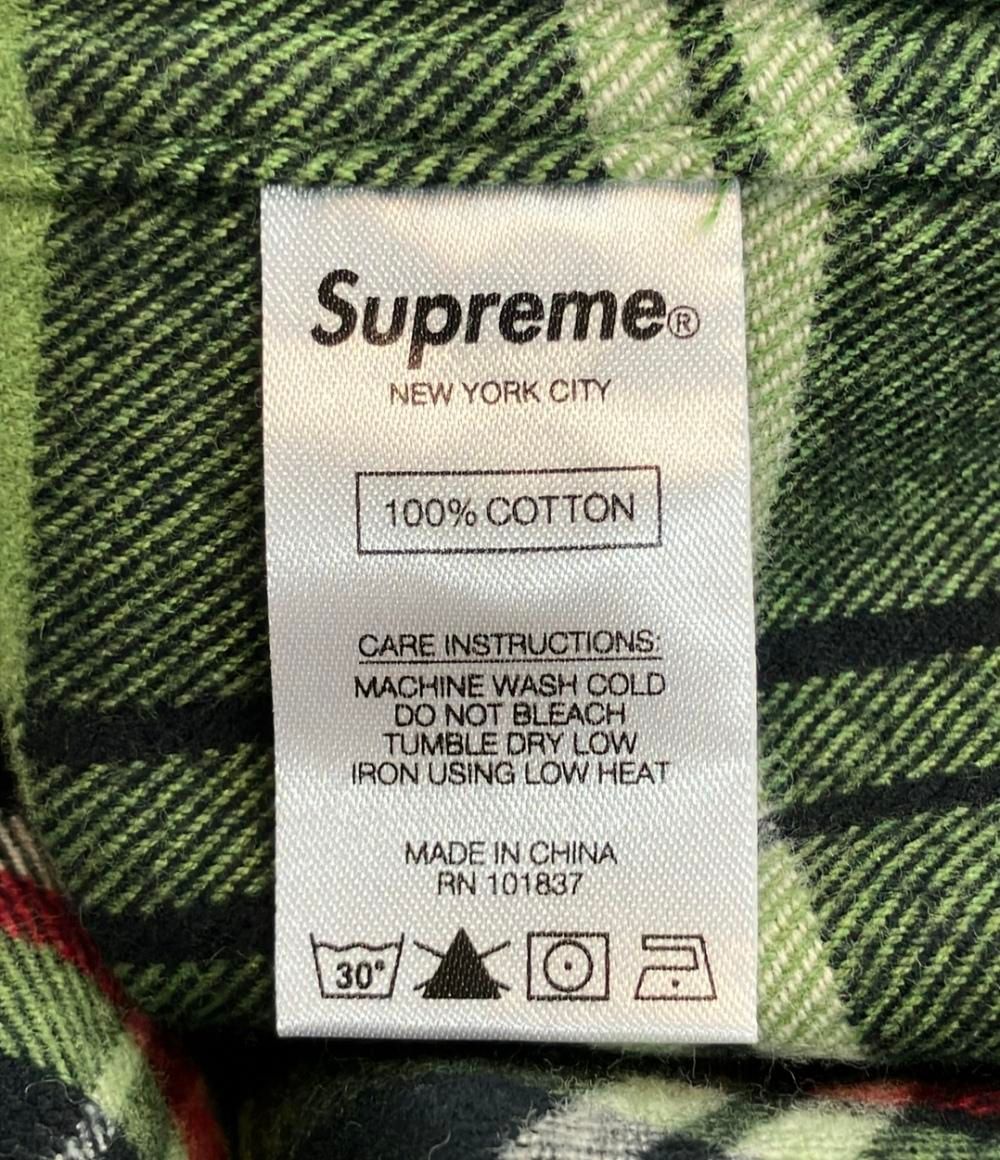 Supreme®
NEW YORK CITY
100% COTTON
CARE INSTRUCTIONS:
MACHINE WASH COLD
DO NOT BLEACH
TUMBLE DRY LOW
IRON USING LOW HEAT
MADE IN CHINA
RN 101837
30°